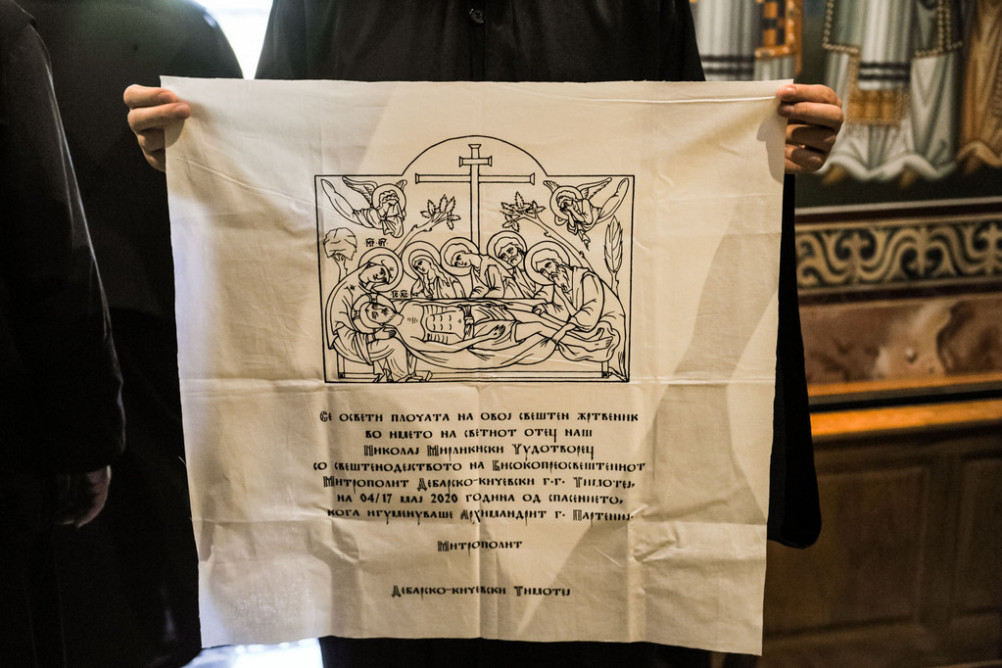 Се освети плочата на овој свештен жртвеник
во името на светиот отец наш
Николај Мирликиски Чудотворец
со свештенодејството на Високопреосвештениот
Митрополит Дебарско-кичевски г.г. Тимотеј,
на 04/17 мај 2020 година од спасението,
кога игуменуваше Архимандрит г. Партениј.
Митрополит
Дебарско-кичевски Тимотеј